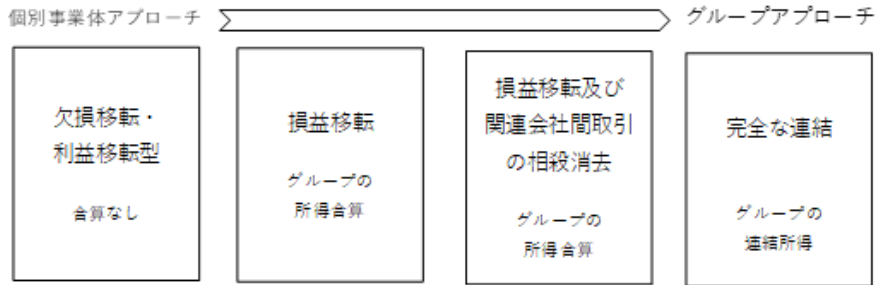 個別事業体アプローチ
グループアプローチ
欠損移転・
利益移転型
合算なし
損益移転
グループの
所得合算
損益移転及び
関連会社間取引
の相殺消去
グループの
所得合算
完全な連結
グループの
連結所得